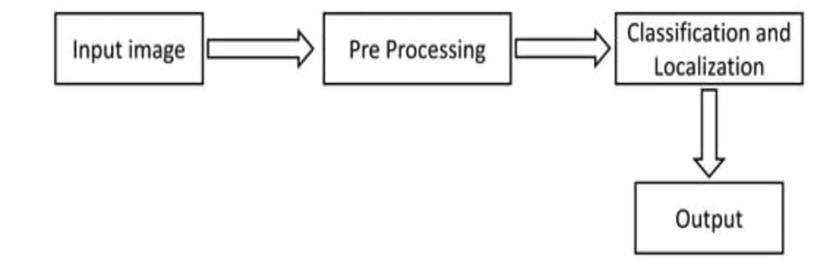 Input image
Pre Processing
Classification and
Localization
Output